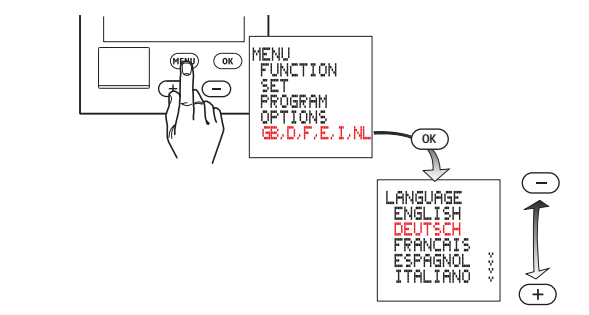 MENU
OK
+
−
MENU
FUNCTION
SET
PROGRAM
OPTIONS
GB,D,F,E,I,NL
OK
LANGUAGE
ENGLISH
DEUTSCH
FRANCAIS
ESPAGNOL
ITALIANO
−
+